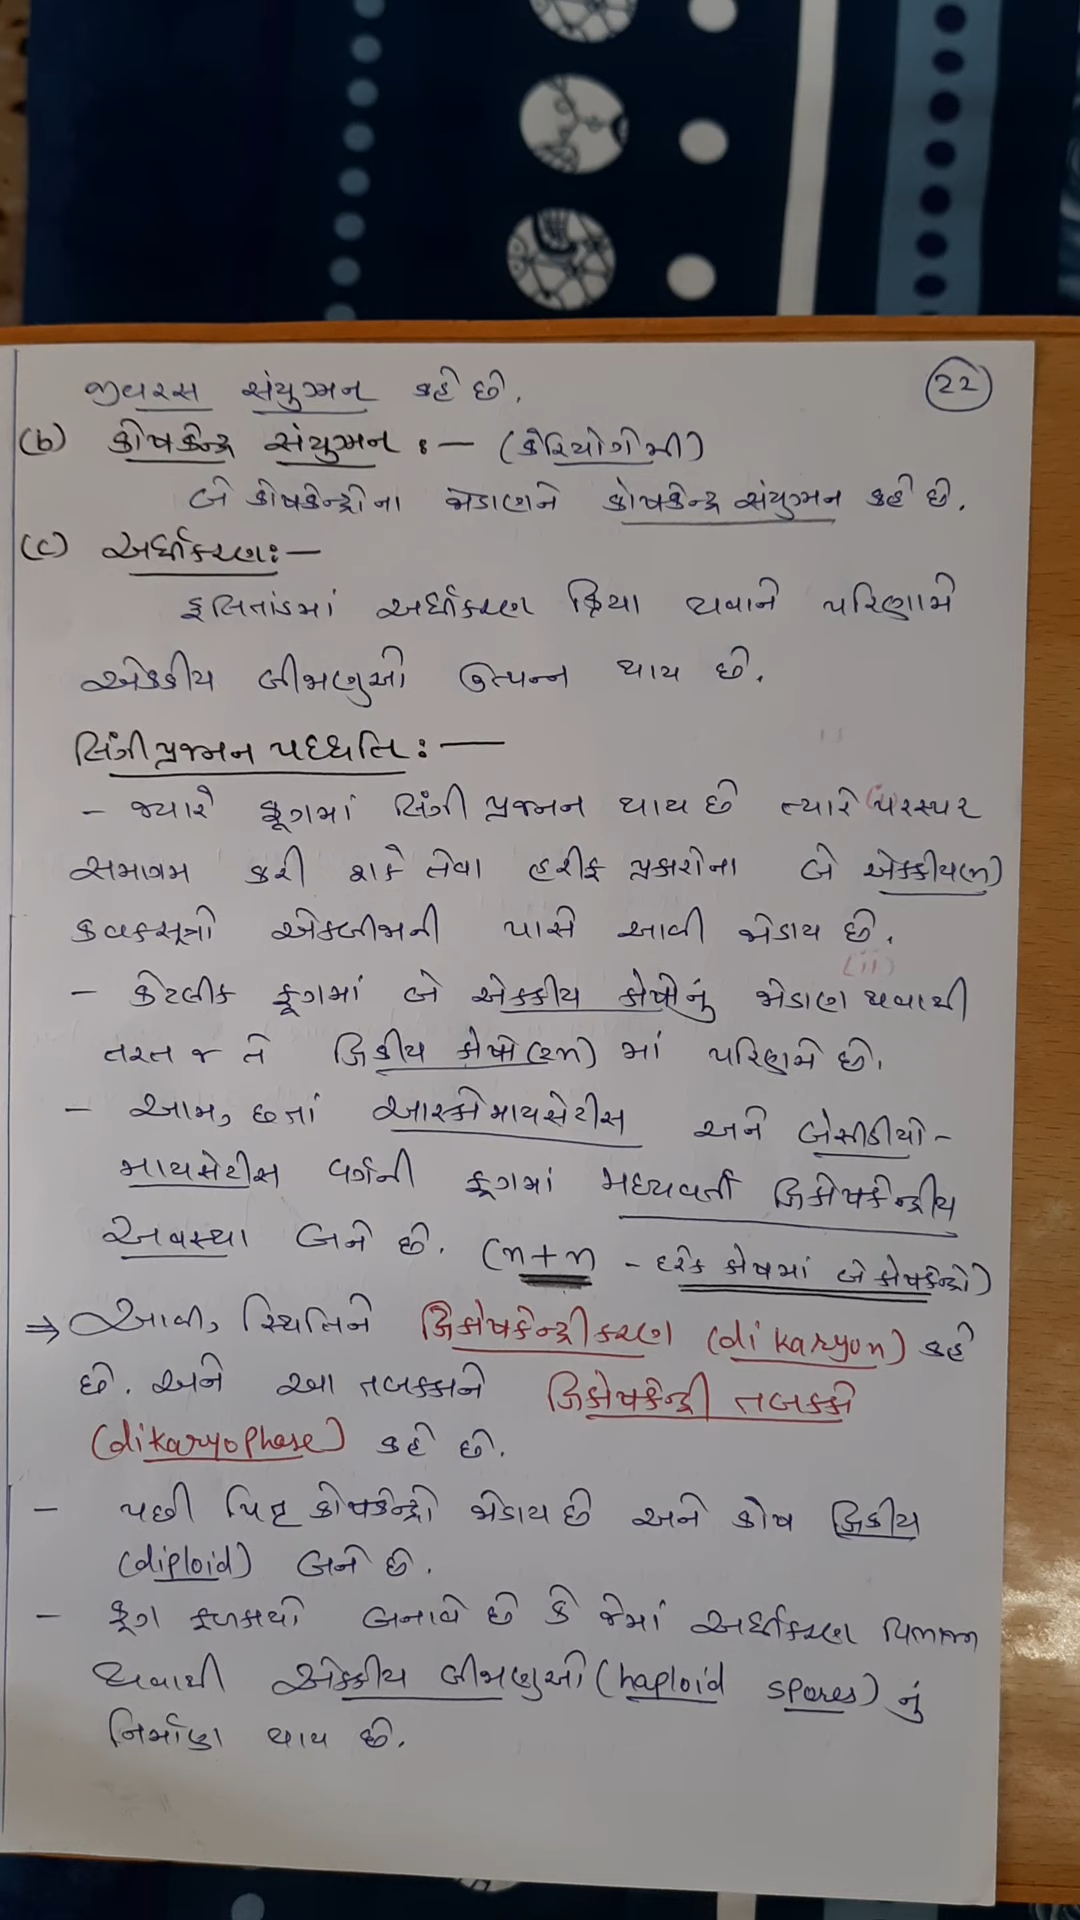 22
જીવરસ સંયુગ્મન કહે છે.
(b) કોષકેન્દ્ર સંયુગ્મન :- (કેરિયોગેમી)
બે કોષકેન્દ્રોના જોડાણને કોષકેન્દ્ર સંયુગ્મન કહે છે.
(c) અર્ધીકરણ:-
ફલિતાંડમાં અર્ધીકરણ ક્રિયા થવાને પરિણામે
એકકીય બીજાણુઓ ઉત્પન્ન થાય છે.
લિંગી પ્રજનન પદ્ધતિ :-
- જ્યારે ફૂગમાં લિંગી પ્રજનન થાય છે ત્યારે પરસ્પર
સમાગમ કરી શકે તેવા હરીફ પ્રકારોના બે એકકીય(n)
કવકસૂત્રો એકબીજાની પાસે આવી જોડાય છે.
(ii)
- કેટલીક ફૂગમાં બે એકકીય કોષોનું જોડાણ થવાથી
તરત જ તે દ્વિકીય કોષો(2n) માં પરિણમે છે.
- આમ, છતાં આસ્કોમાયસેટીસ અને બેસીડીયો-
માયસેટીસ વર્ગની ફૂગમાં મધ્યવર્તી દ્વિકોષકેન્દ્રીય
અવસ્થા બને છે. (n+n - દરેક કોષમાં બે કોષકેન્દ્રો)
⇒ આવી, સ્થિતિને દ્વિકોષકેન્દ્રીકરણ (dikaryon) કહે
છે. અને આ તબક્કાને દ્વિકોષકેન્દ્રી તબક્કો
(dikaryophase) કહે છે.
- પછી પિતૃ કોષકેન્દ્રો જોડાય છે અને કોષ દ્વિકીય
(diploid) બને છે.
- ફૂગ ફળકાયો બનાવે છે કે જેમાં અર્ધીકરણ વિભાજન
થવાથી એકકીય બીજાણુઓ (haploid spores) નું
નિર્માણ થાય છે.